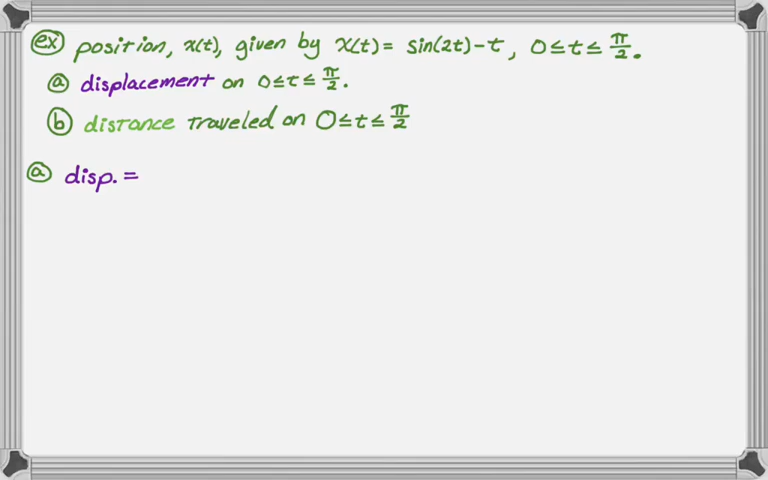 ex position, x(t), given by x(t) = sin(2t) - t, 0 ≤ t ≤ π/2.
a displacement on 0 ≤ t ≤ π/2.
b distance traveled on 0 ≤ t ≤ π/2
a disp. =